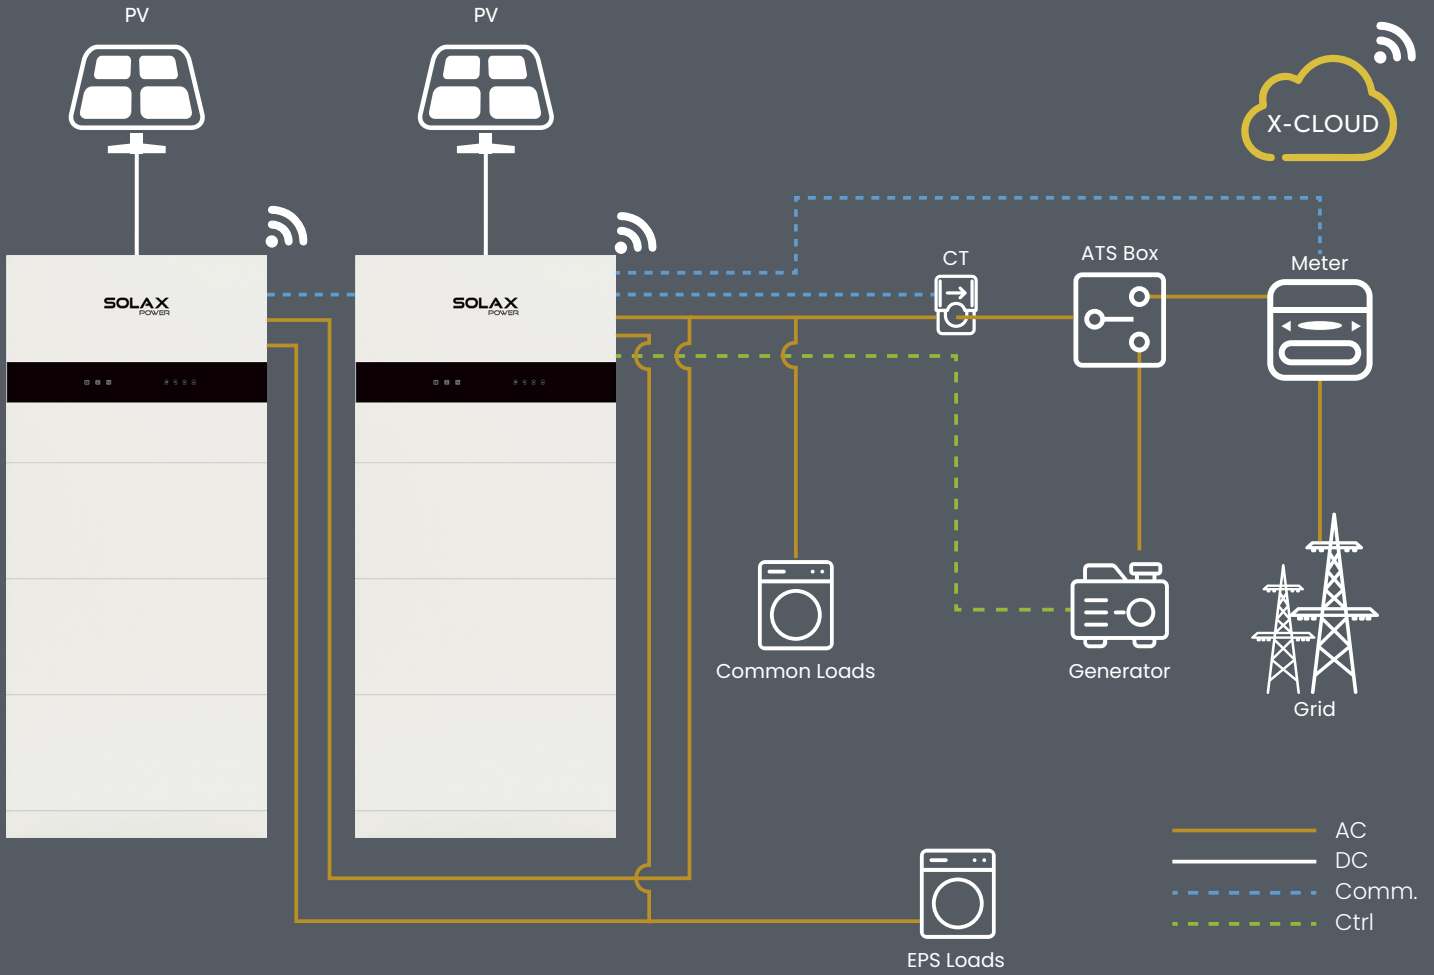 PV
PV
X-CLOUD
CT
ATS Box
Meter
SOLAX
POWER
SOLAX
POWER
Common Loads
Generator
Grid
AC
DC
Comm.
Ctrl
EPS Loads